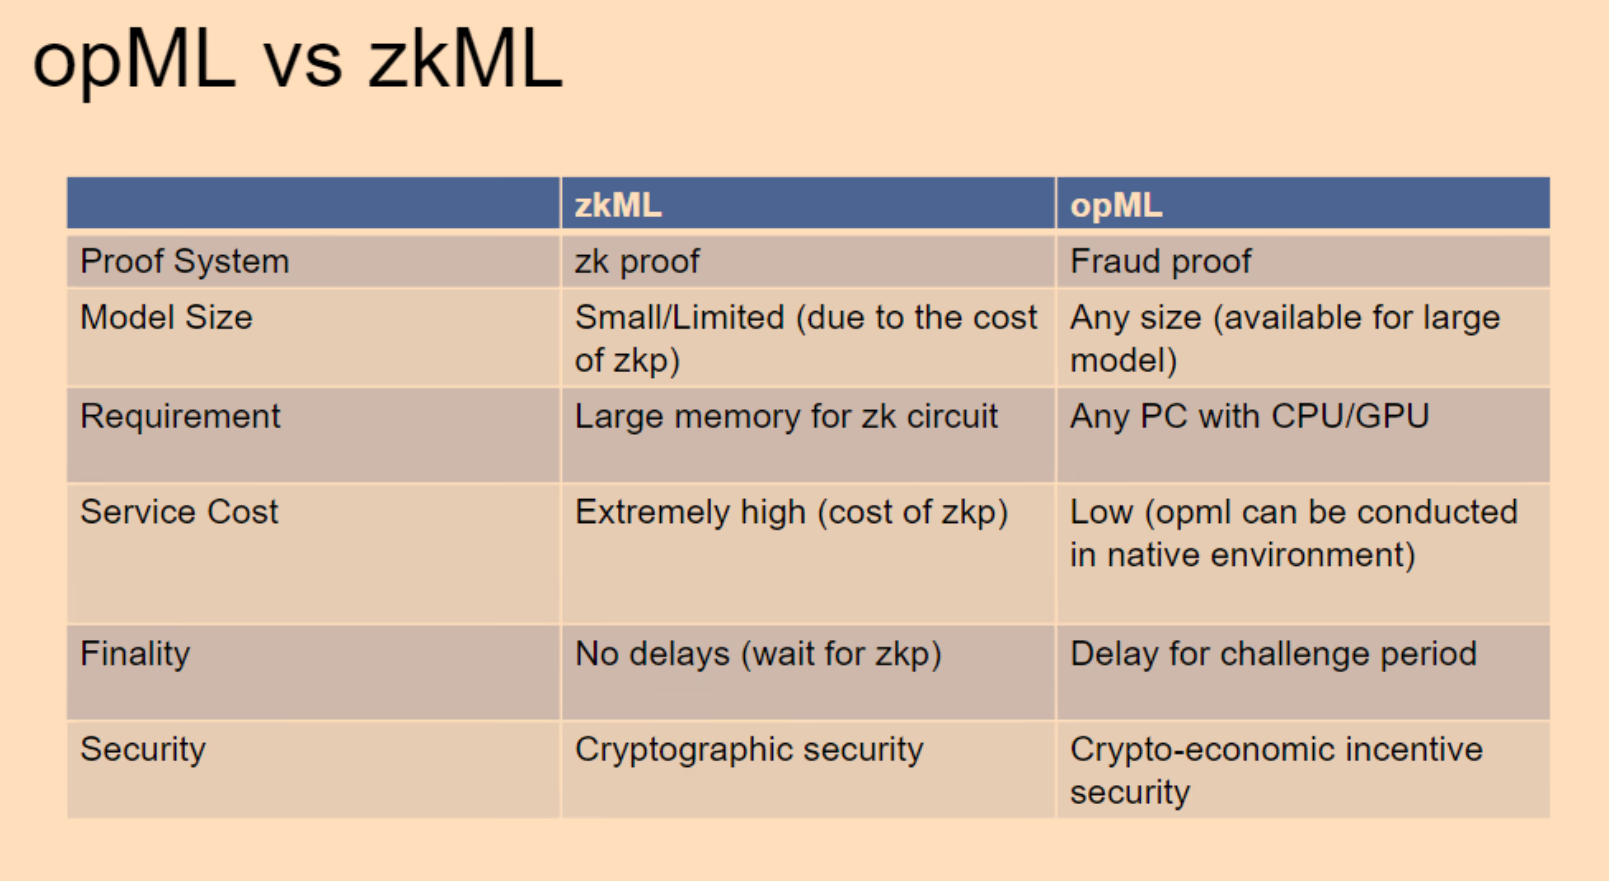 opML vs zkML
zkML opML
Proof System zk proof Fraud proof
Model Size Small/Limited (due to the cost Any size (available for large
of zkp) model)
Requirement Large memory for zk circuit Any PC with CPU/GPU
Service Cost Extremely high (cost of zkp) Low (opml can be conducted
in native environment)
Finality No delays (wait for zkp) Delay for challenge period
Security Cryptographic security Crypto-economic incentive
security